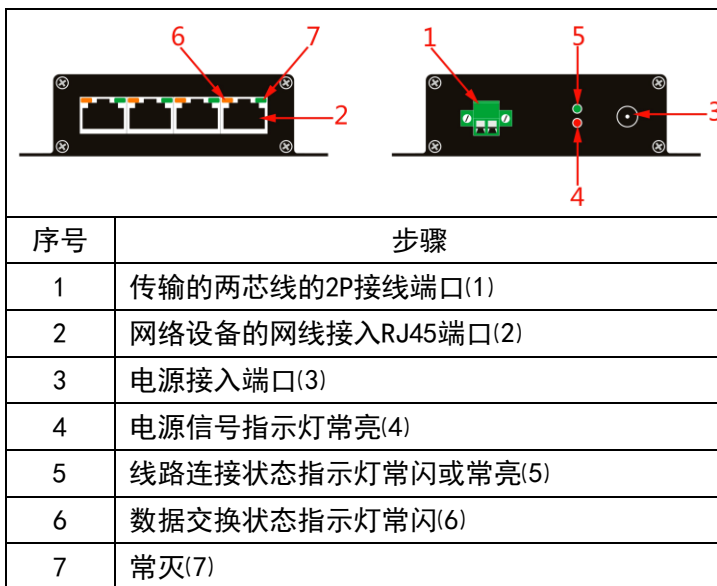 6 7 1 5
2 3
4
序号 步骤
1 传输的两芯线的2P接线端口(1)
2 网络设备的网线接入RJ45端口(2)
3 电源接入端口(3)
4 电源信号指示灯常亮(4)
5 线路连接状态指示灯常闪或常亮(5)
6 数据交换状态指示灯常闪(6)
7 常灭(7)